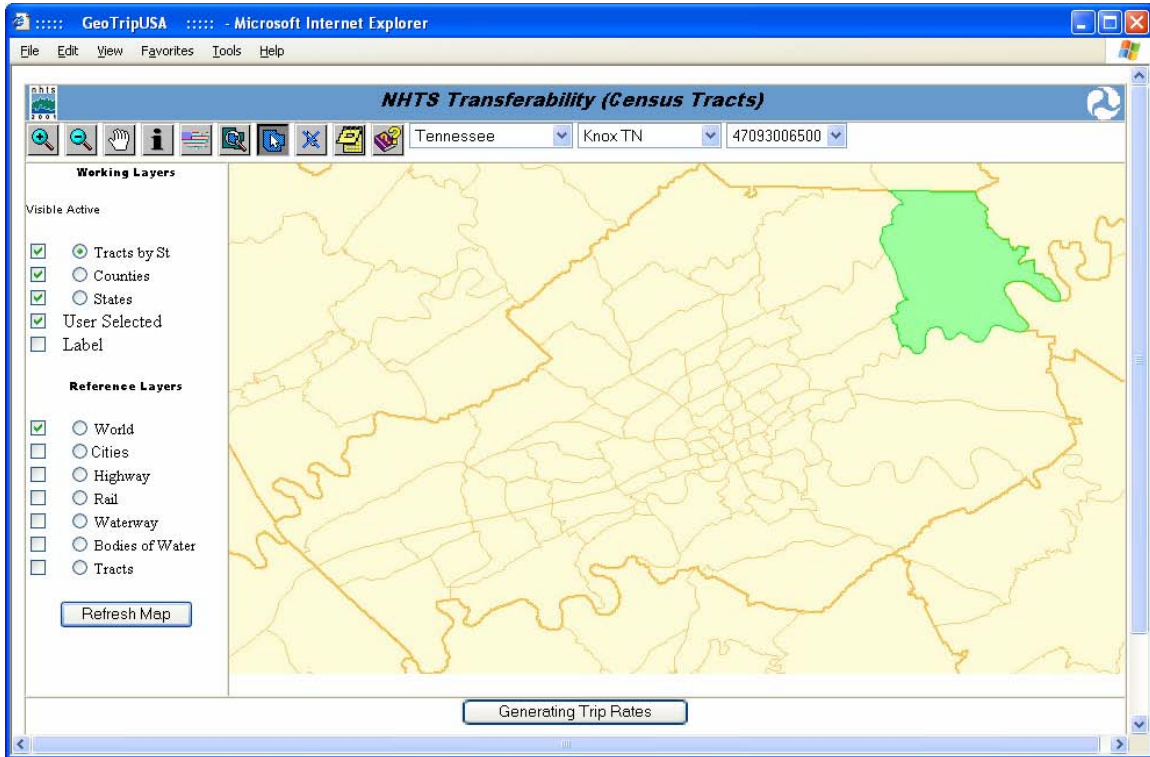 ::::: GeoTripUSA ::::: - Microsoft Internet Explorer
File Edit View Favorites Tools Help
nhts
2001
NHTS Transferability (Census Tracts)
Tennessee Knox TN 47093006500
Working Layers
Visible Active
Tracts by St
Counties
States
User Selected
Label
Reference Layers
World
Cities
Highway
Rail
Waterway
Bodies of Water
Tracts
Refresh Map
Generating Trip Rates